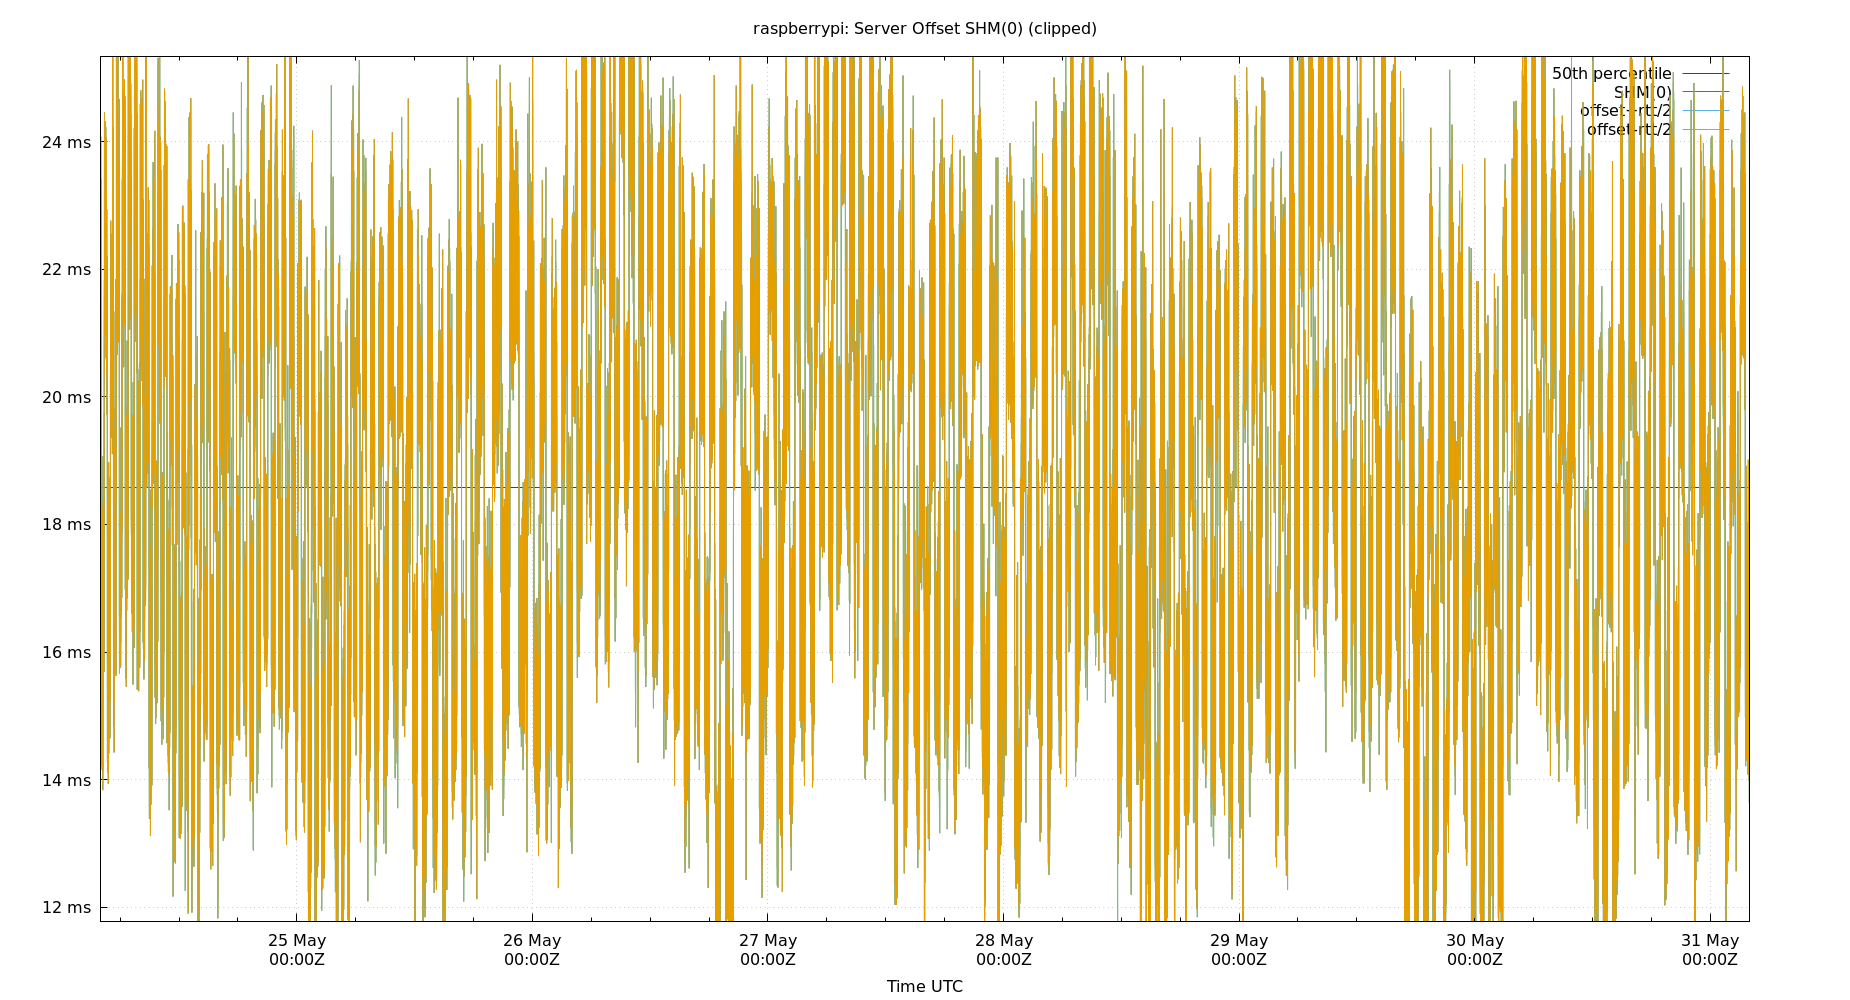 raspberrypi: Server Offset SHM(0) (clipped)
50th percentile
SHM(0)
offset+rtt/2
offset-rtt/2
24 ms
22 ms
20 ms
18 ms
16 ms
14 ms
12 ms
25 May
00:00Z
26 May
00:00Z
27 May
00:00Z
28 May
00:00Z
29 May
00:00Z
30 May
00:00Z
31 May
00:00Z
Time UTC